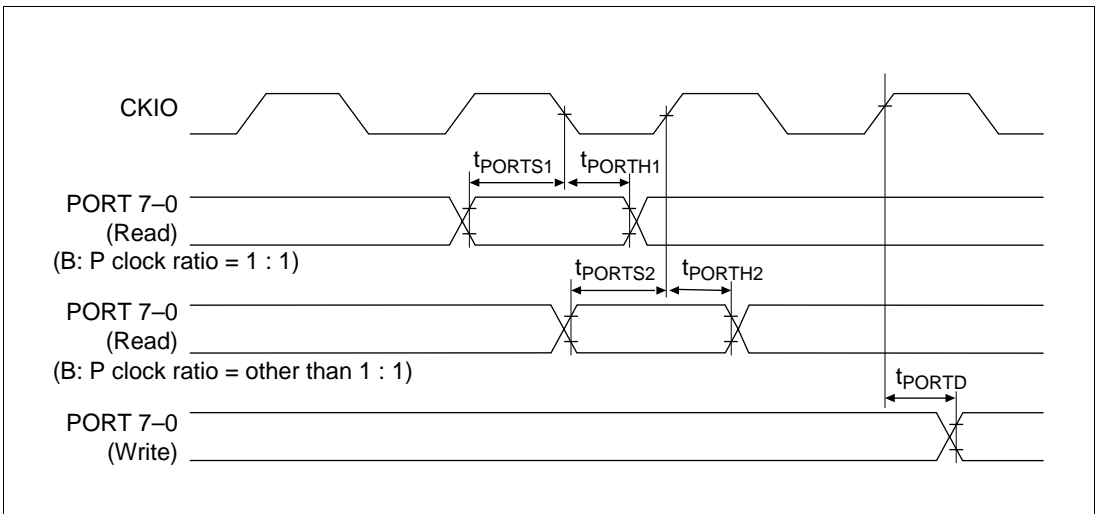 CKIO
tPORTS1 tPORTH1
PORT 7–0
(Read)
(B: P clock ratio = 1 : 1)
tPORTS2 tPORTH2
PORT 7–0
(Read)
(B: P clock ratio = other than 1 : 1)
tPORTD
PORT 7–0
(Write)